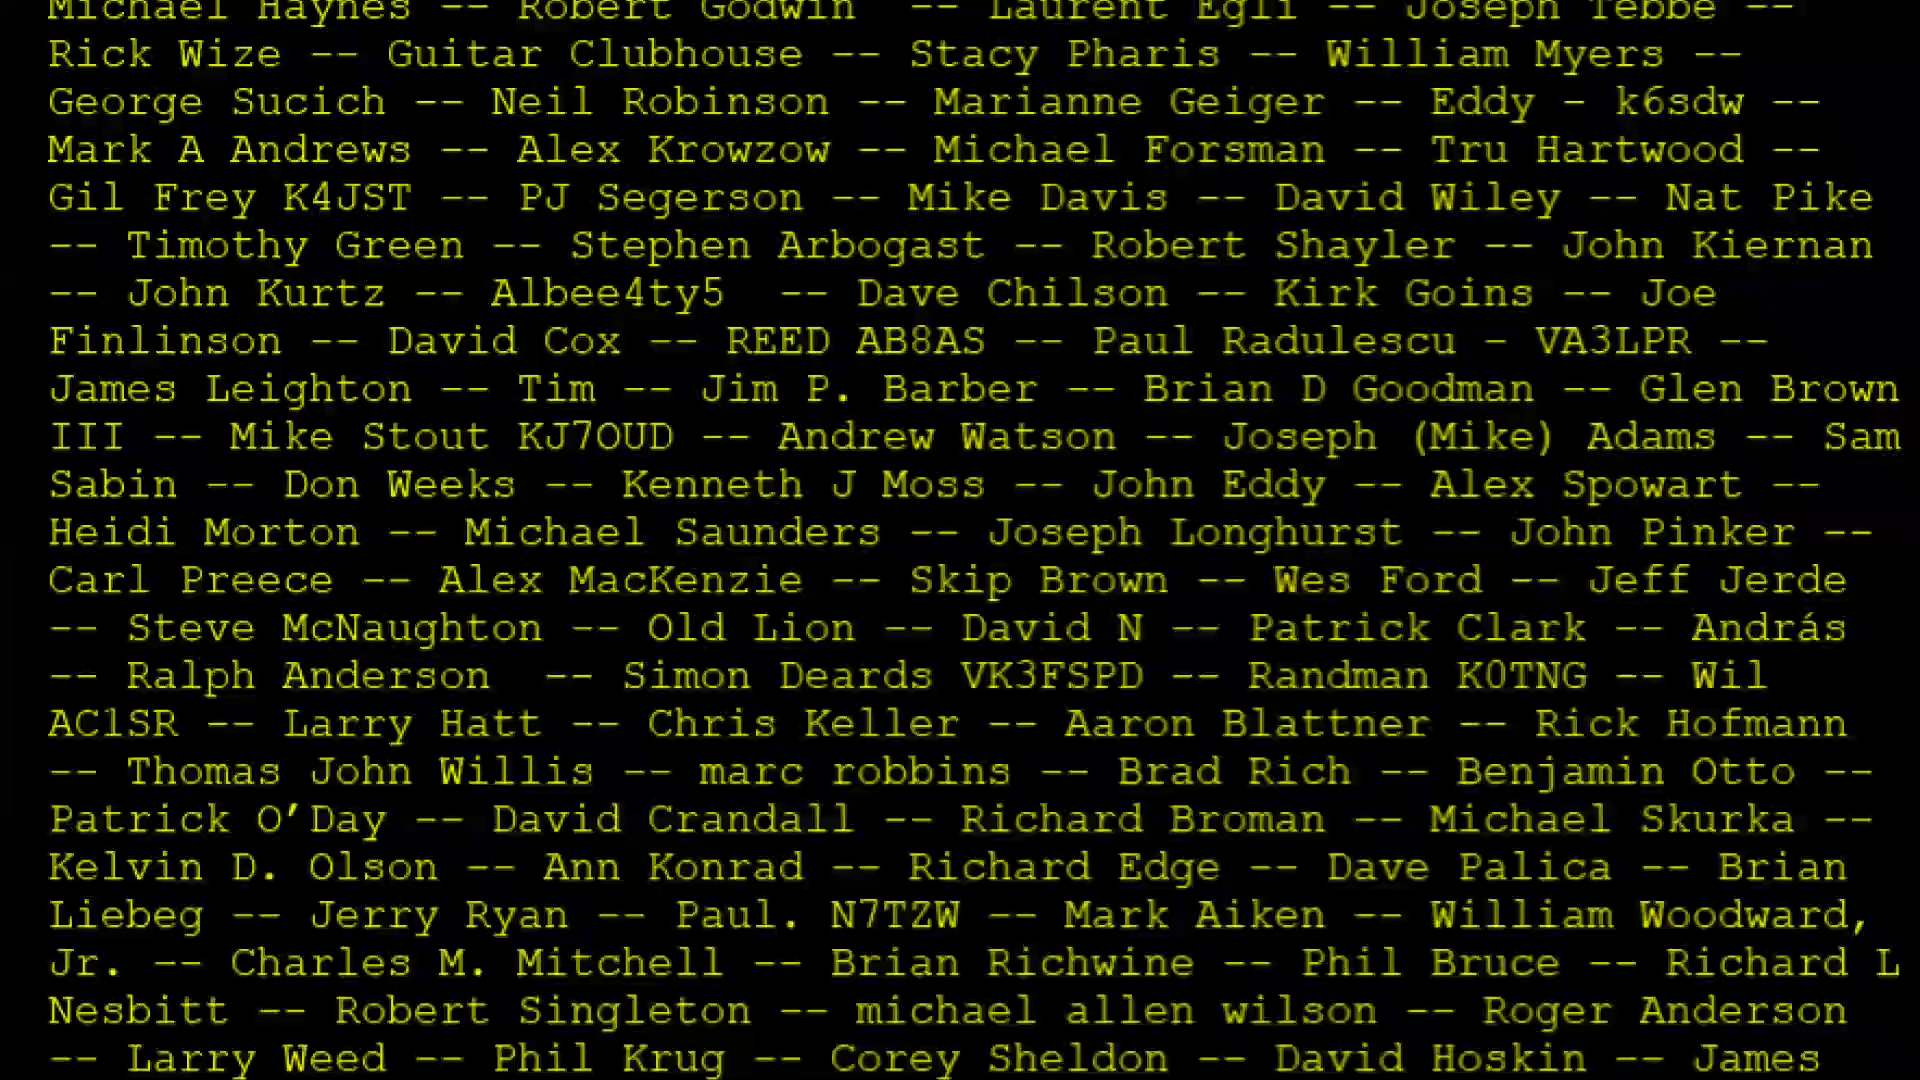 Michael Haynes -- Robert Godwin  -- Laurent Egli -- Joseph Tebbe --
Rick Wize -- Guitar Clubhouse -- Stacy Pharis -- William Myers --
George Sucich -- Neil Robinson -- Marianne Geiger -- Eddy - k6sdw --
Mark A Andrews -- Alex Krowzow -- Michael Forsman -- Tru Hartwood --
Gil Frey K4JST -- PJ Segerson -- Mike Davis -- David Wiley -- Nat Pike
-- Timothy Green -- Stephen Arbogast -- Robert Shayler -- John Kiernan
-- John Kurtz -- Albee4ty5  -- Dave Chilson -- Kirk Goins -- Joe
Finlinson -- David Cox -- REED AB8AS -- Paul Radulescu - VA3LPR --
James Leighton -- Tim -- Jim P. Barber -- Brian D Goodman -- Glen Brown
III -- Mike Stout KJ7OUD -- Andrew Watson -- Joseph (Mike) Adams -- Sam
Sabin -- Don Weeks -- Kenneth J Moss -- John Eddy -- Alex Spowart --
Heidi Morton -- Michael Saunders -- Joseph Longhurst -- John Pinker --
Carl Preece -- Alex MacKenzie -- Skip Brown -- Wes Ford -- Jeff Jerde
-- Steve McNaughton -- Old Lion -- David N -- Patrick Clark -- András
-- Ralph Anderson  -- Simon Deards VK3FSPD -- Randman K0TNG -- Wil
AC1SR -- Larry Hatt -- Chris Keller -- Aaron Blattner -- Rick Hofmann
-- Thomas John Willis -- marc robbins -- Brad Rich -- Benjamin Otto --
Patrick O’Day -- David Crandall -- Richard Broman -- Michael Skurka --
Kelvin D. Olson -- Ann Konrad -- Richard Edge -- Dave Palica -- Brian
Liebeg -- Jerry Ryan -- Paul. N7TZW -- Mark Aiken -- William Woodward,
Jr. -- Charles M. Mitchell -- Brian Richwine -- Phil Bruce -- Richard L
Nesbitt -- Robert Singleton -- michael allen wilson -- Roger Anderson
-- Larry Weed -- Phil Krug -- Corey Sheldon -- David Hoskin -- James